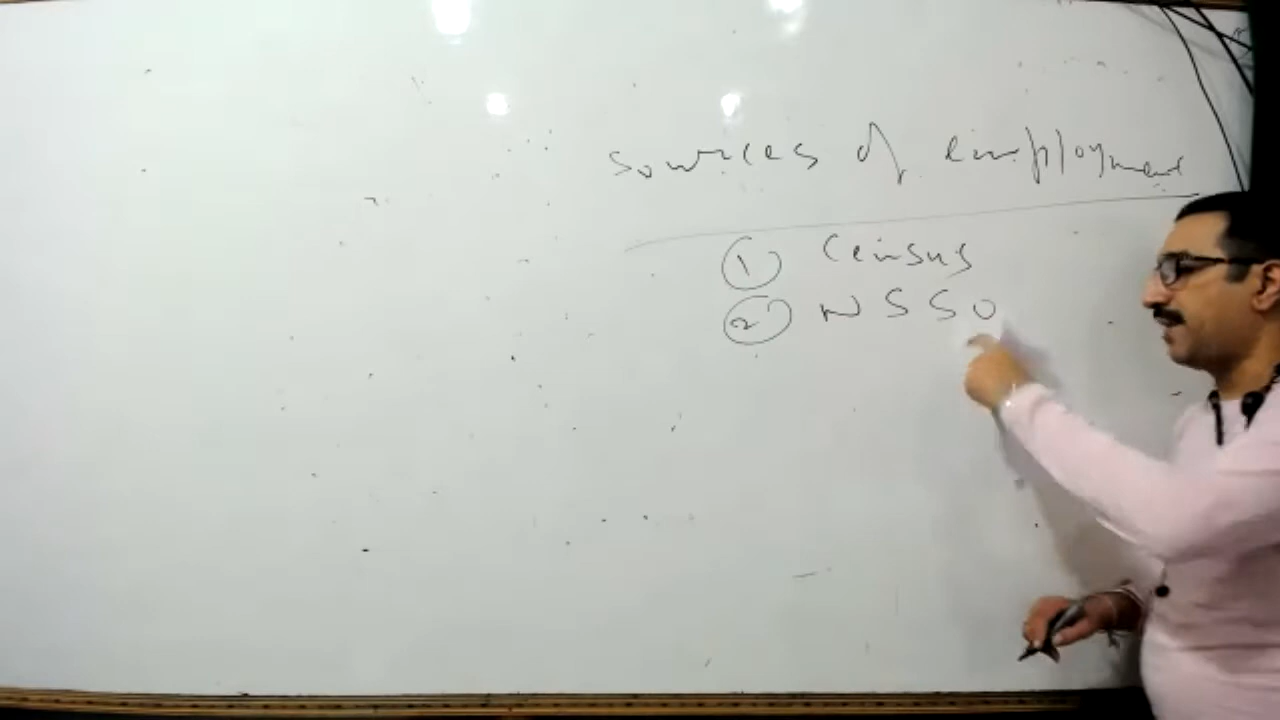 Sources of employment
① Census
② NSSO